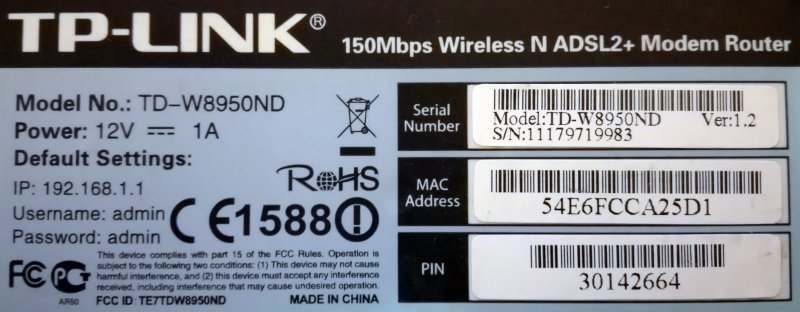 TP-LINK®
150Mbps Wireless N ADSL2+ Modem Router
Model No.: TD-W8950ND
Power: 12V ⎓ 1A
Default Settings:
IP: 192.168.1.1
Username: admin
Password: admin
RoHS
CE1588
Serial Number
Model:TD-W8950ND Ver:1.2
S/N:11179719983
MAC Address
54E6FCCA25D1
PIN
30142664
FC
PCT
AR50
This device complies with part 15 of the FCC Rules. Operation is
subject to the following two conditions: (1) This device may not cause
harmful interference, and (2) this device must accept any interference
received, including interference that may cause undesired operation.
FCC ID: TE7TDW8950ND MADE IN CHINA